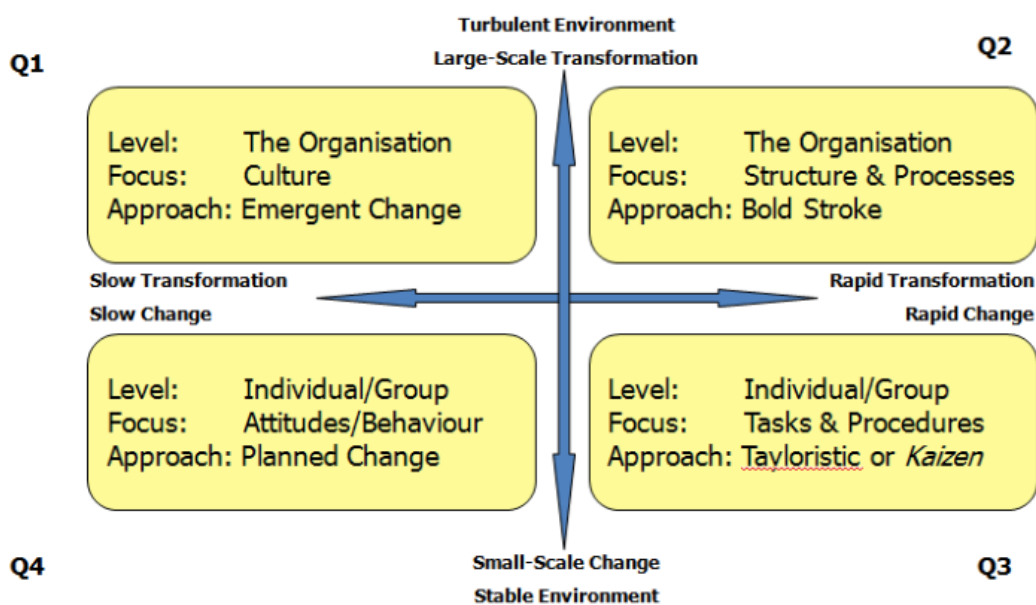 Turbulent Environment
Large-Scale Transformation
Q1
Q2
Level: The Organisation
Focus: Culture
Approach: Emergent Change
Level: The Organisation
Focus: Structure & Processes
Approach: Bold Stroke
Slow Transformation
Slow Change
Rapid Transformation
Rapid Change
Level: Individual/Group
Focus: Attitudes/Behaviour
Approach: Planned Change
Level: Individual/Group
Focus: Tasks & Procedures
Approach: Tayloristic or Kaizen
Q4
Small-Scale Change
Stable Environment
Q3